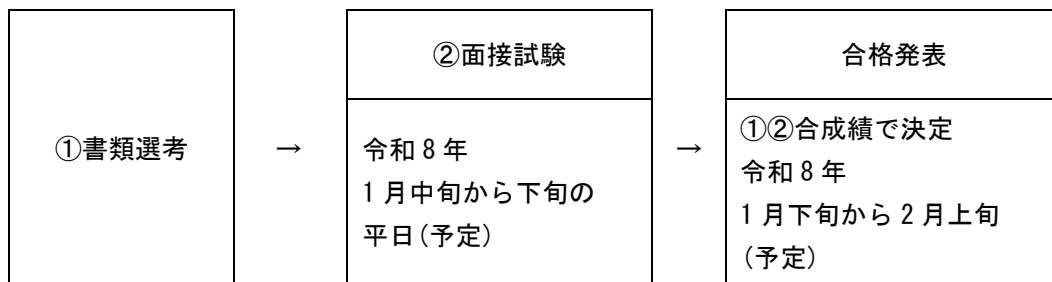 ①書類選考
→
②面接試験
令和8年
1月中旬から下旬の
平日(予定)
→
合格発表
①②合成績で決定
令和8年
1月下旬から2月上旬
(予定)